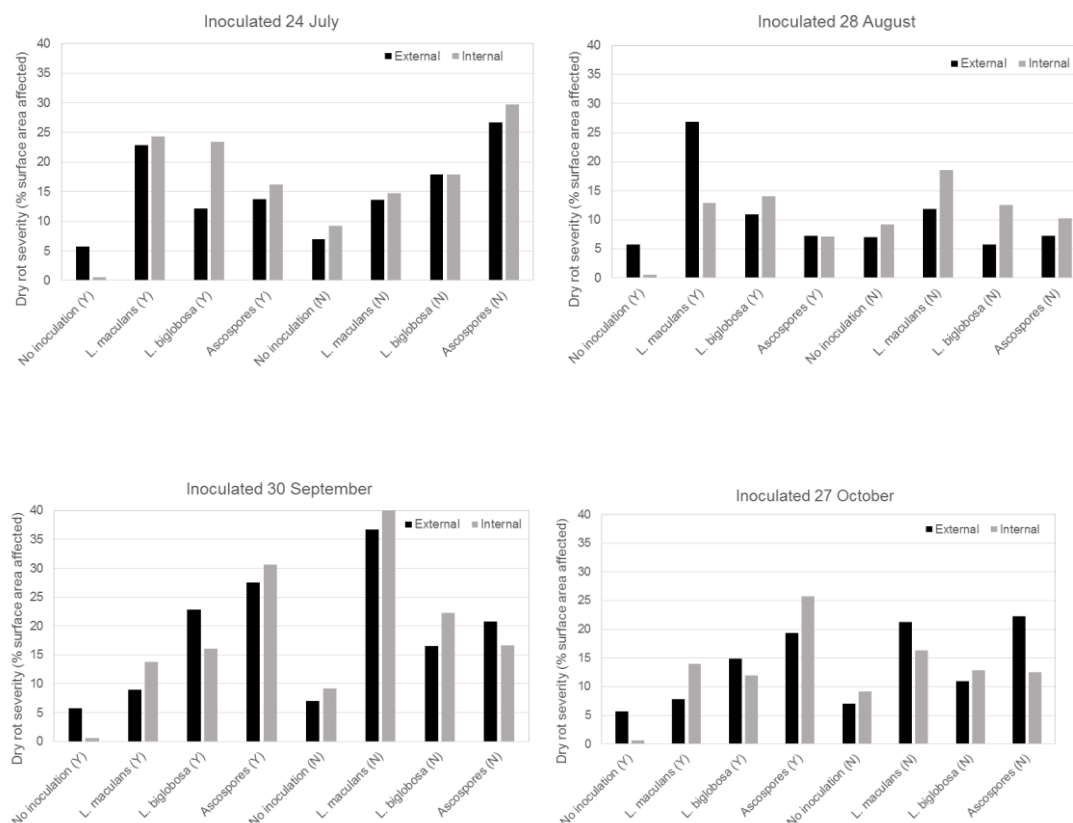 Inoculated 24 July
Dry rot severity (% surface area affected)
40
35
30
25
20
15
10
5
0
External
Internal
No inoculation (Y)
L. maculans (Y)
L. biglobosa (Y)
Ascospores (Y)
No inoculation (N)
L. maculans (N)
L. biglobosa (N)
Ascospores (N)
Inoculated 28 August
Dry rot severity (% surface area affected)
40
35
30
25
20
15
10
5
0
External
Internal
No inoculation (Y)
L. maculans (Y)
L. biglobosa (Y)
Ascospores (Y)
No inoculation (N)
L. maculans (N)
L. biglobosa (N)
Ascospores (N)
Inoculated 30 September
Dry rot severity (% surface area affected)
40
35
30
25
20
15
10
5
0
External
Internal
No inoculation (Y)
L. maculans (Y)
L. biglobosa (Y)
Ascospores (Y)
No inoculation (N)
L. maculans (N)
L. biglobosa (N)
Ascospores (N)
Inoculated 27 October
Dry rot severity (% surface area affected)
40
35
30
25
20
15
10
5
0
External
Internal
No inoculation (Y)
L. maculans (Y)
L. biglobosa (Y)
Ascospores (Y)
No inoculation (N)
L. maculans (N)
L. biglobosa (N)
Ascospores (N)